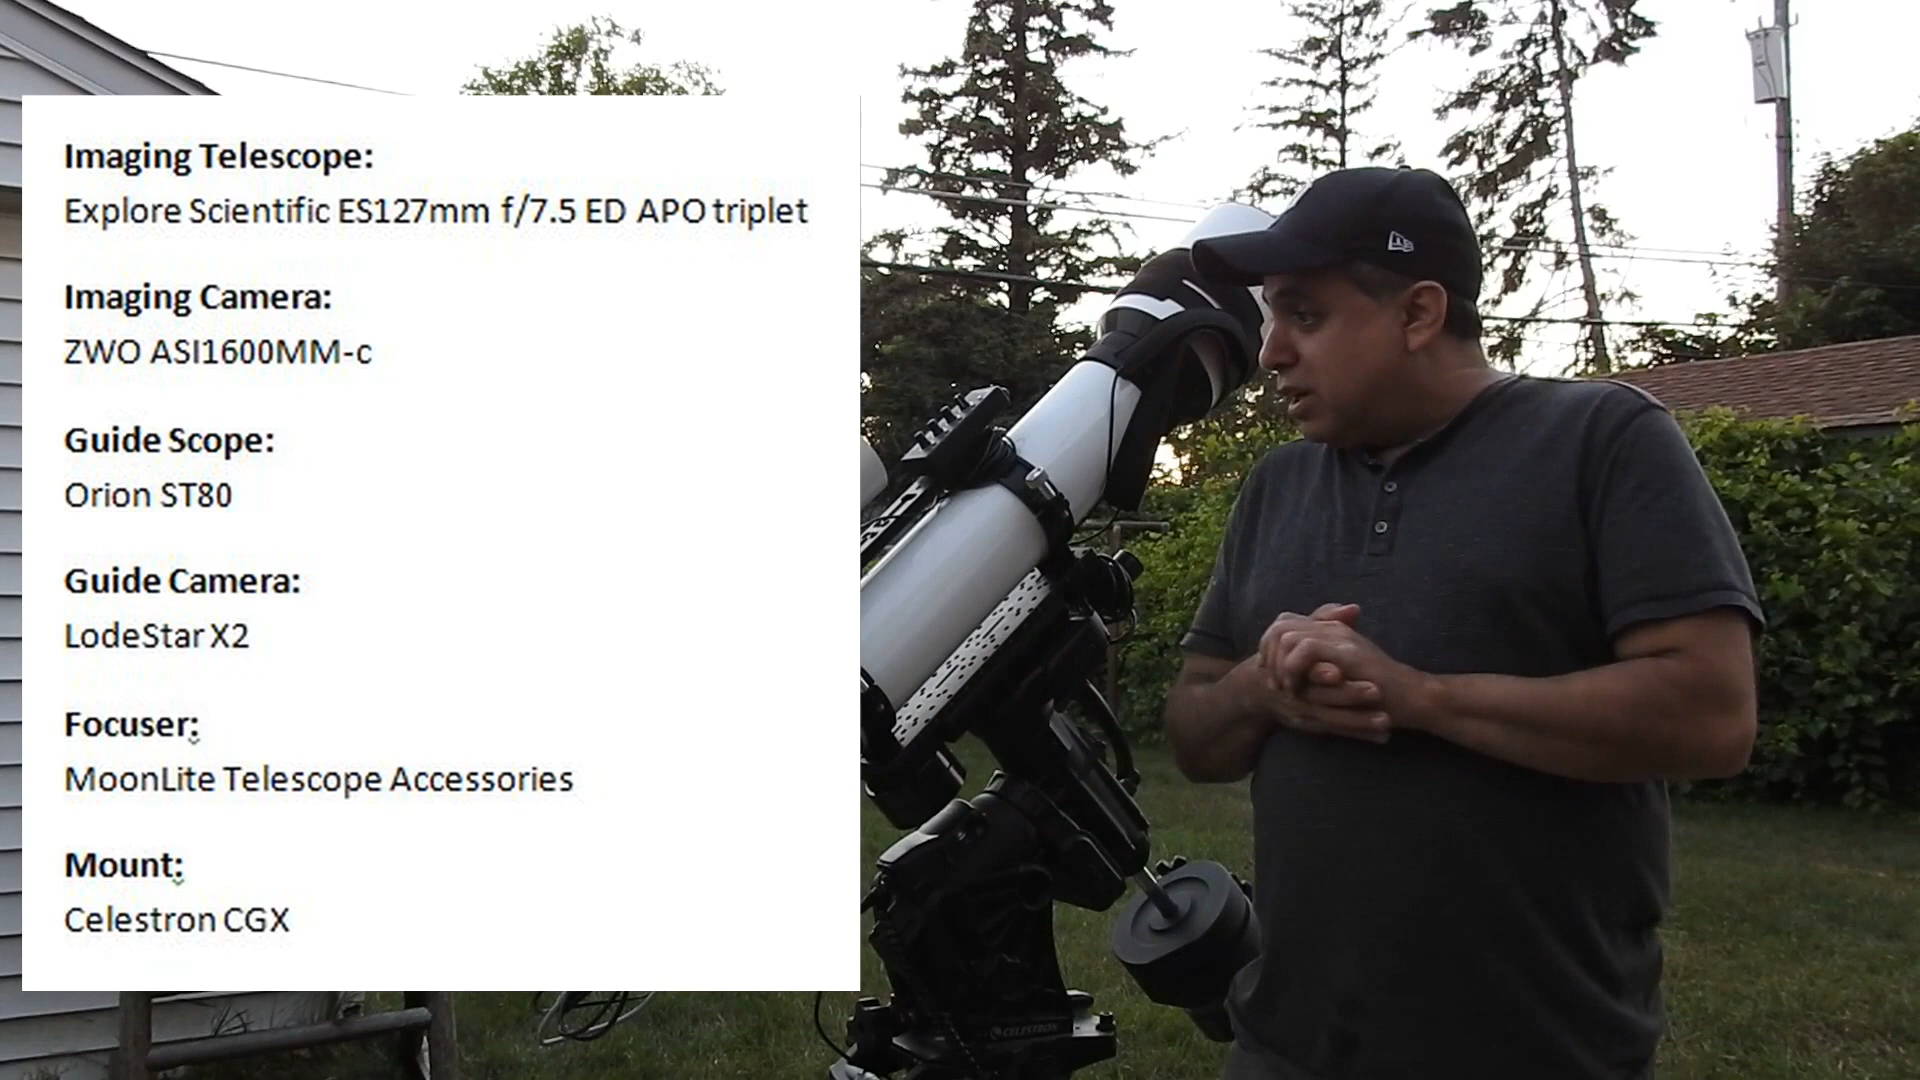 Imaging Telescope:
Explore Scientific ES127mm f/7.5 ED APO triplet
Imaging Camera:
ZWO ASI1600MM-c
Guide Scope:
Orion ST80
Guide Camera:
LodeStar X2
Focuser:
MoonLite Telescope Accessories
Mount:
Celestron CGX
CELESTRON